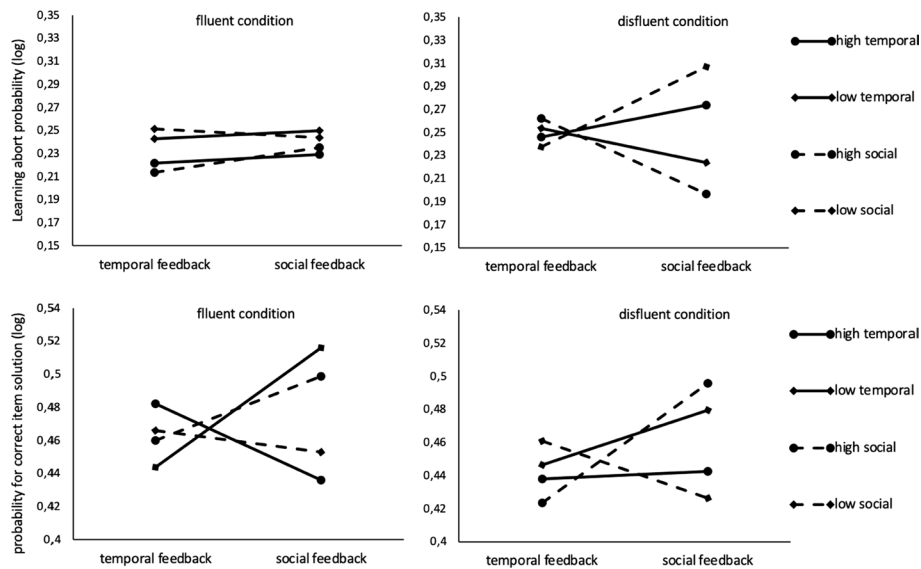 flluent condition
Learning abort probability (log)
0,35
0,33
0,31
0,29
0,27
0,25
0,23
0,21
0,19
0,17
0,15
temporal feedback
social feedback
disfluent condition
0,35
0,33
0,31
0,29
0,27
0,25
0,23
0,21
0,19
0,17
0,15
temporal feedback
social feedback
high temporal
low temporal
high social
low social
flluent condition
probability for correct item solution (log)
0,54
0,52
0,5
0,48
0,46
0,44
0,42
0,4
temporal feedback
social feedback
disfluent condition
0,54
0,52
0,5
0,48
0,46
0,44
0,42
0,4
temporal feedback
social feedback
high temporal
low temporal
high social
low social